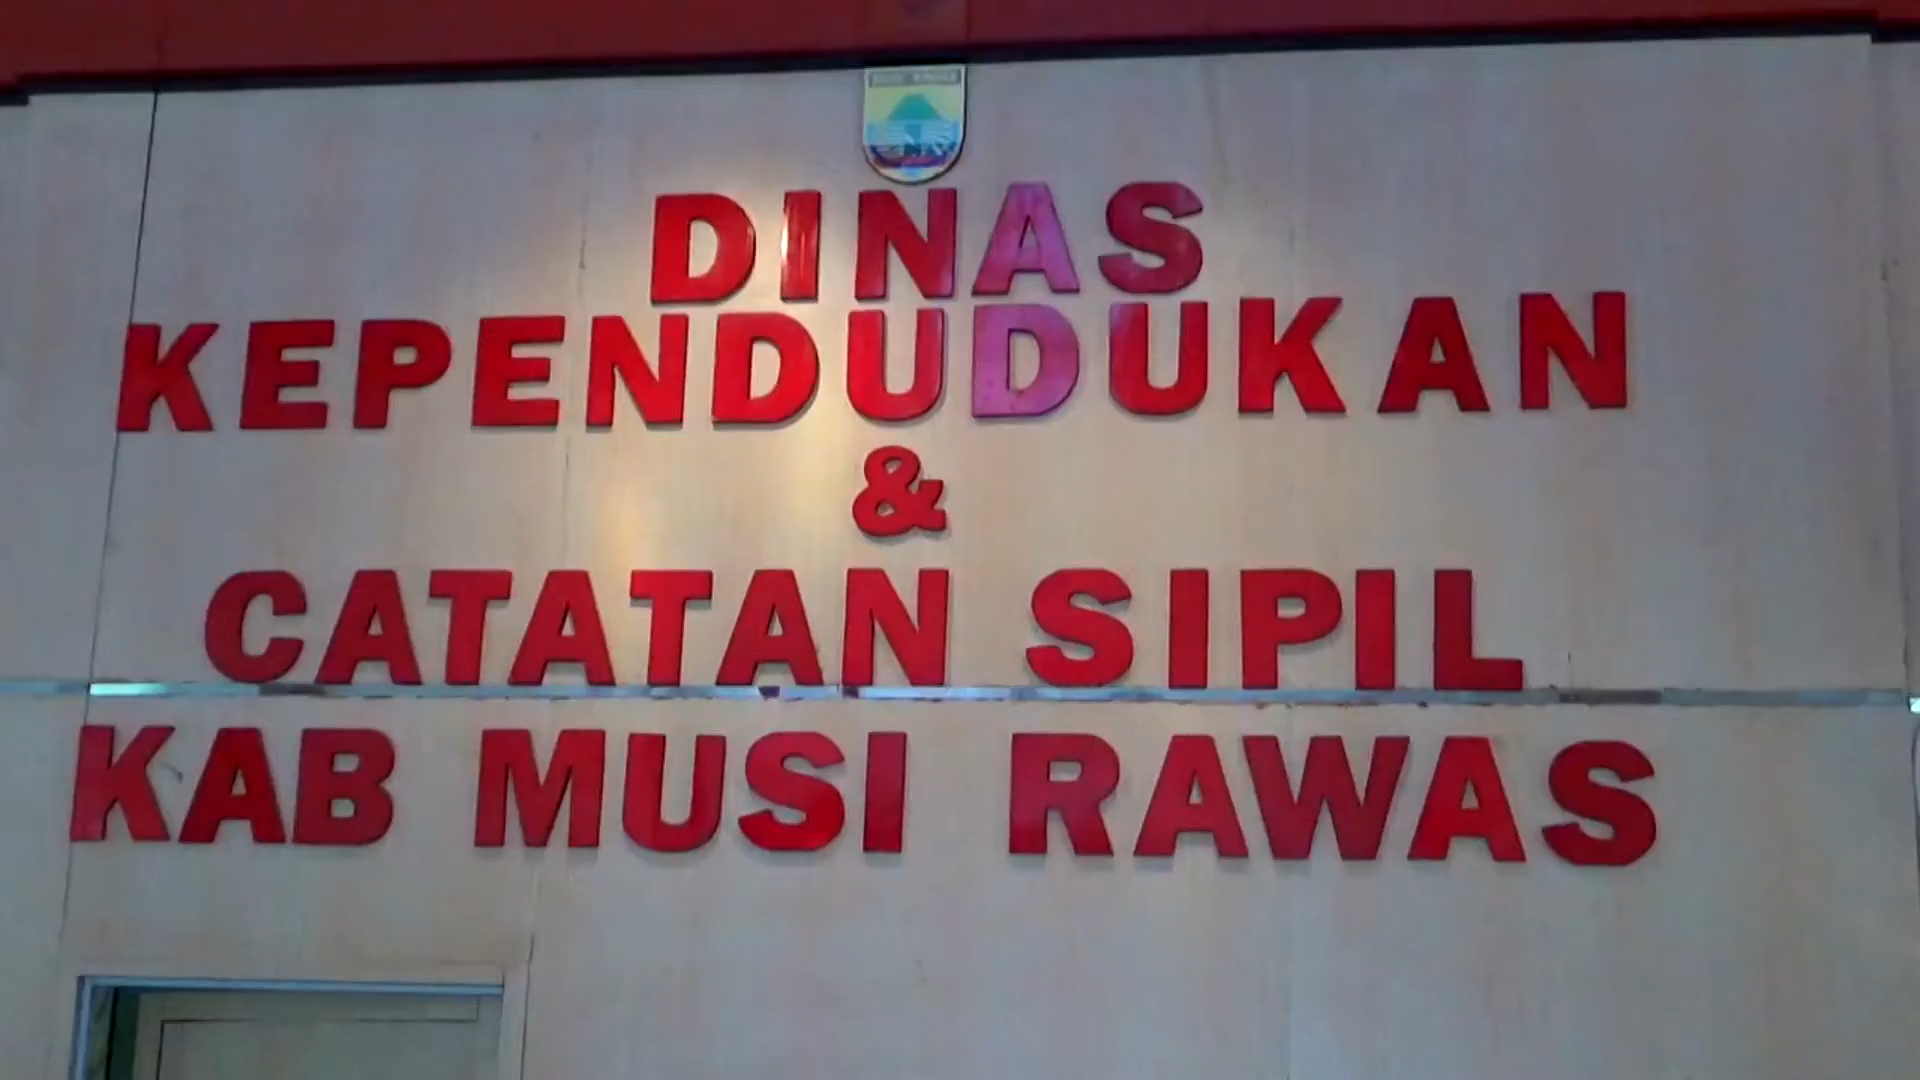 DINAS
KEPENDUDUKAN
&
CATATAN SIPIL
KAB MUSI RAWAS